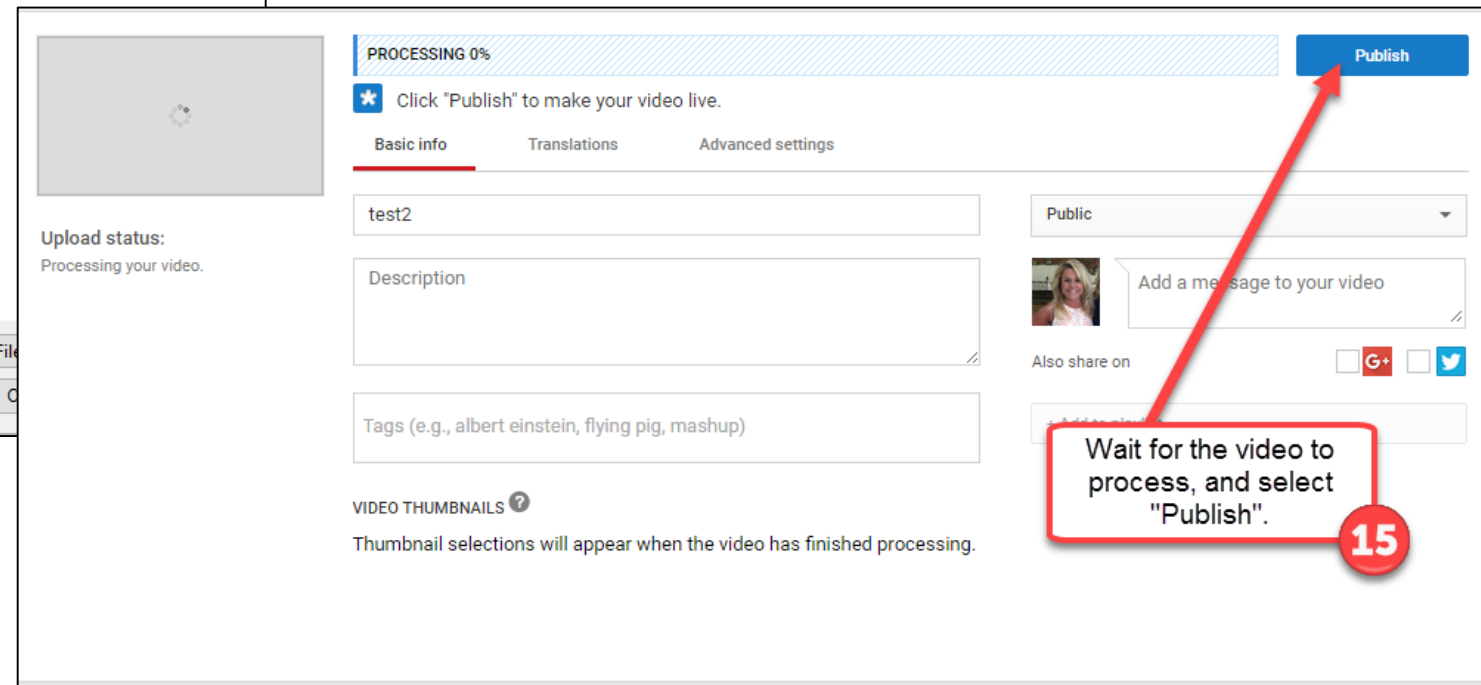 PROCESSING 0%
Publish
Click "Publish" to make your video live.
Basic info
Translations
Advanced settings
test2
Public
Upload status:
Processing your video.
Description
Add a message to your video
File
Also share on
G+
Tags (e.g., albert einstein, flying pig, mashup)
+ Add to
Wait for the video to
process, and select
"Publish".
15
VIDEO THUMBNAILS ?
Thumbnail selections will appear when the video has finished processing.